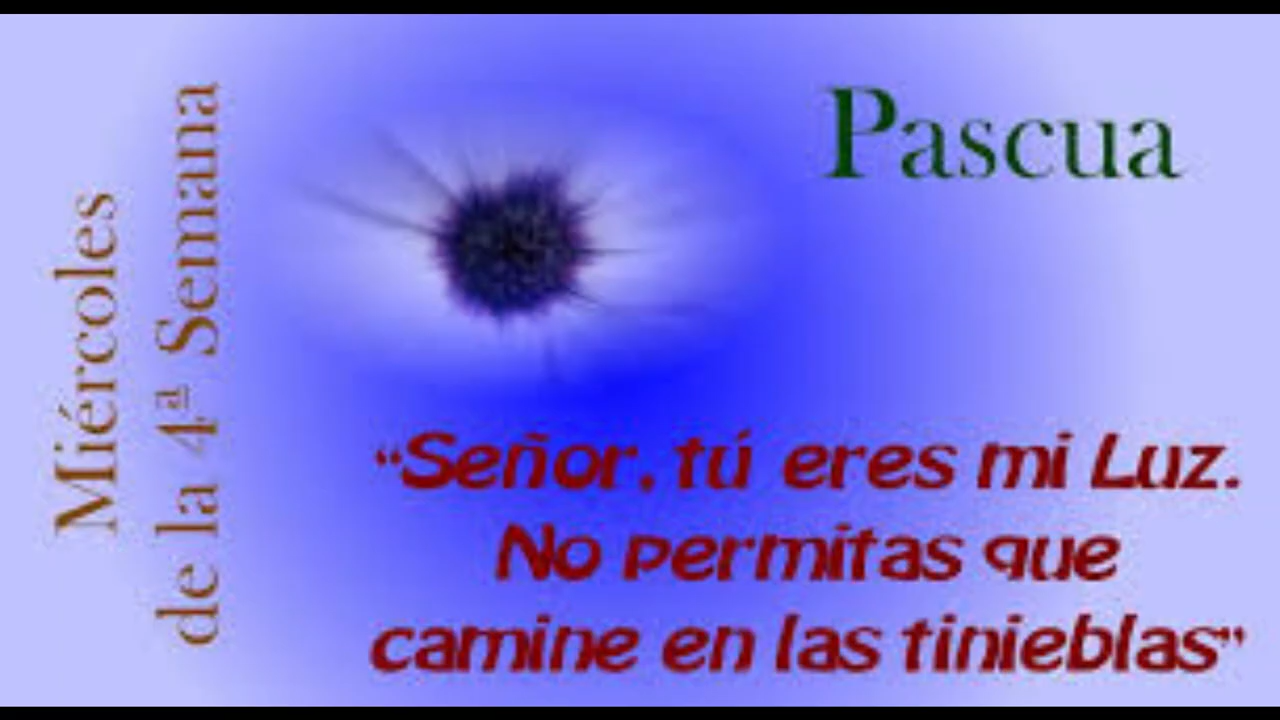 Miércoles
de la 4ª Semana
Pascua
“Señor, tú eres mi Luz.
No permitas que
camine en las tinieblas”